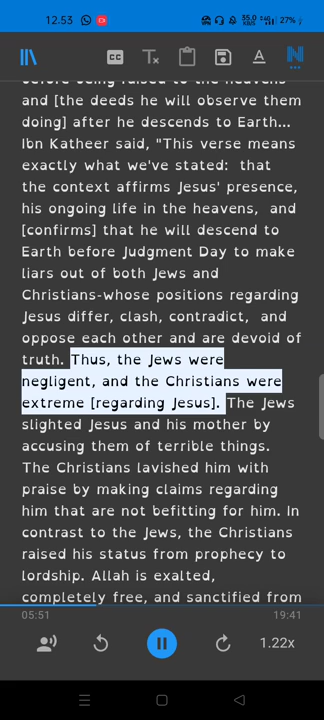 12.53
35.0
KB/S
27%
CC
before being raised to the heavens
and [the deeds he will observe them
doing] after he descends to Earth...
Ibn Katheer said, "This verse means
exactly what we've stated: that
the context affirms Jesus' presence,
his ongoing life in the heavens, and
[confirms] that he will descend to
Earth before Judgment Day to make
liars out of both Jews and
Christians-whose positions regarding
Jesus differ, clash, contradict, and
oppose each other and are devoid of
truth. Thus, the Jews were
negligent, and the Christians were
extreme [regarding Jesus]. The Jews
slighted Jesus and his mother by
accusing them of terrible things.
The Christians lavished him with
praise by making claims regarding
him that are not befitting for him. In
contrast to the Jews, the Christians
raised his status from prophecy to
lordship. Allah is exalted,
completely free, and sanctified from
05:51 19:41
1.22x